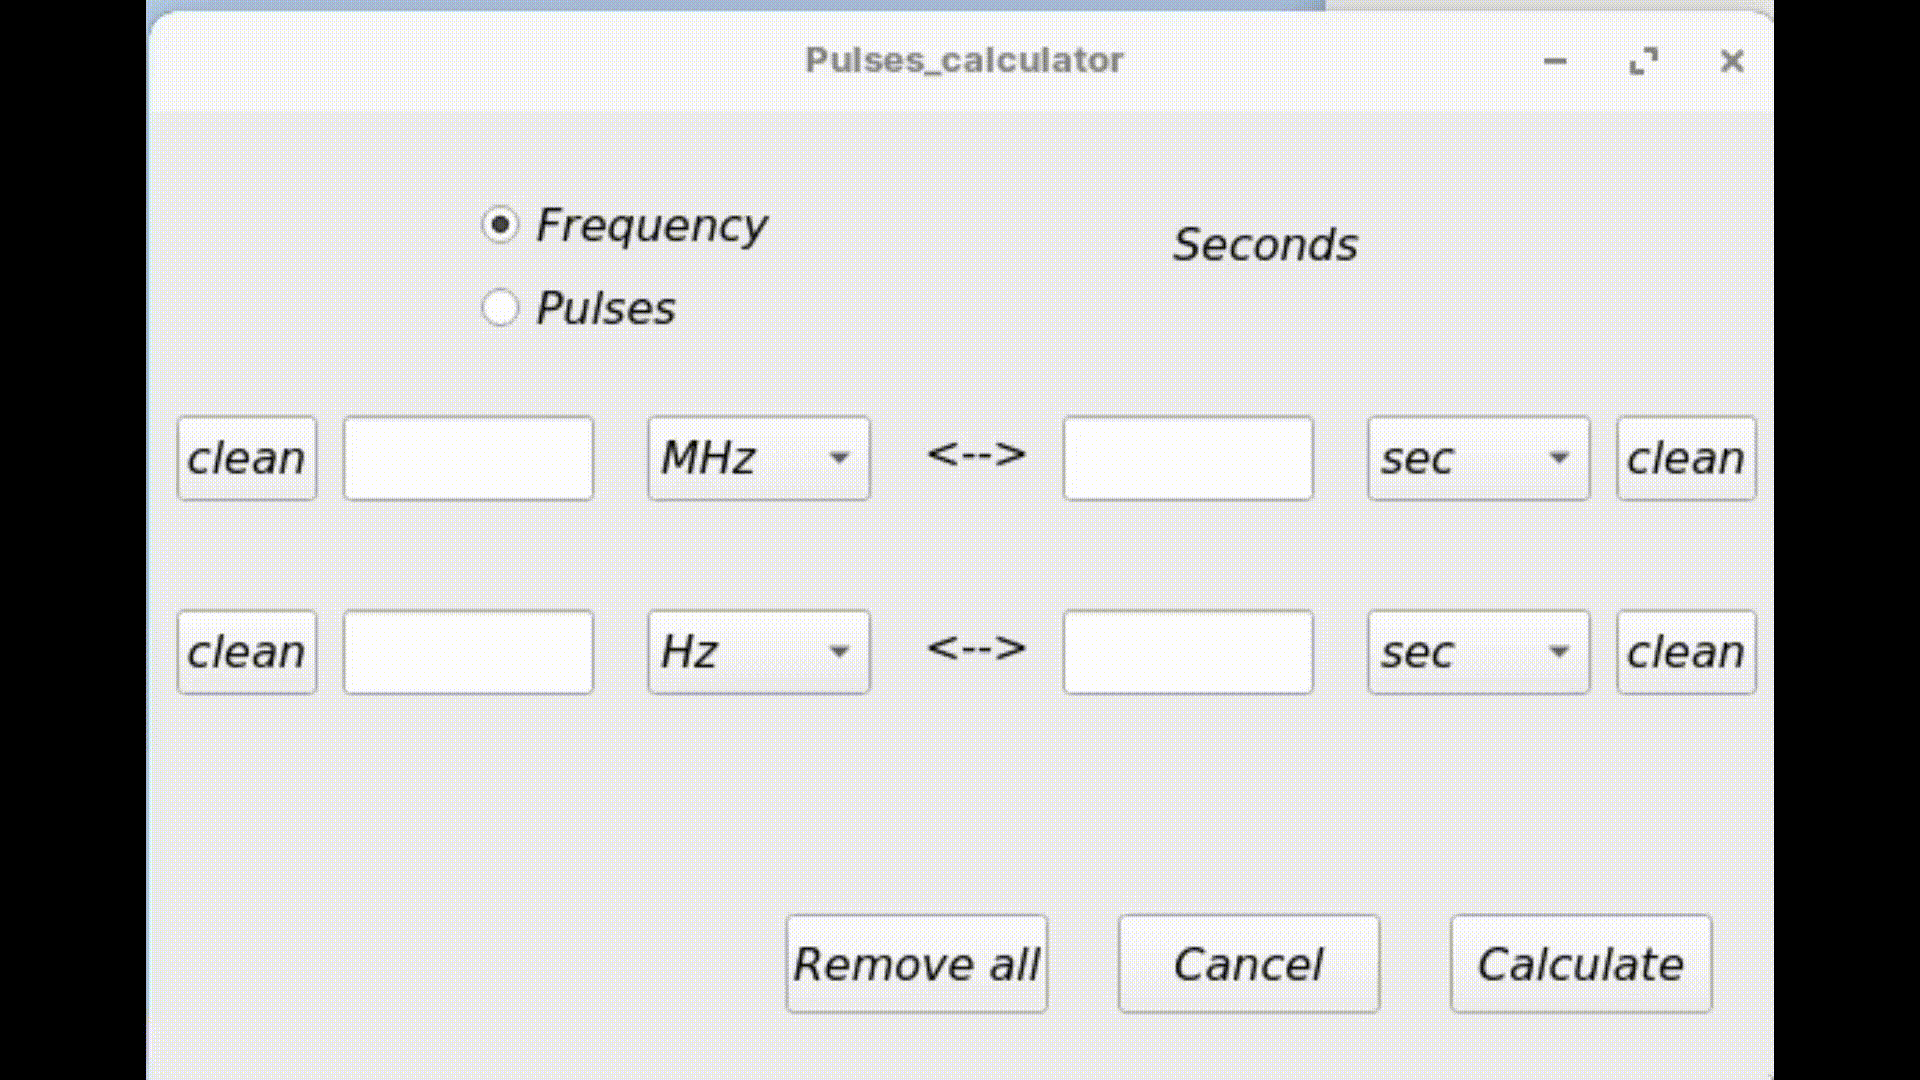 Pulses_calculator
Frequency
Seconds
Pulses
clean MHz <--> sec clean
clean Hz <--> sec clean
Remove all Cancel Calculate